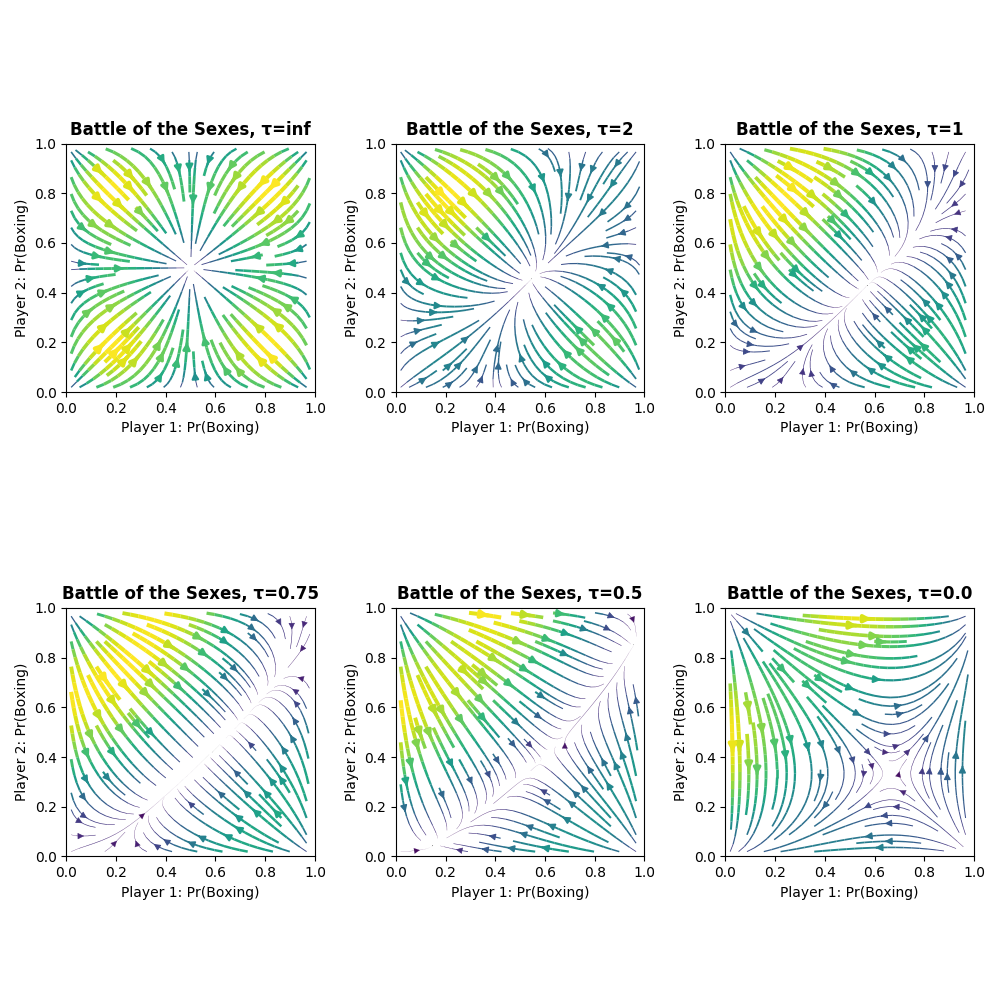 Battle of the Sexes, τ=inf
Battle of the Sexes, τ=2
Battle of the Sexes, τ=1
Player 2: Pr(Boxing)
1.0
0.8
0.6
0.4
0.2
0.0
0.0 0.2 0.4 0.6 0.8 1.0
Player 1: Pr(Boxing)
Player 2: Pr(Boxing)
1.0
0.8
0.6
0.4
0.2
0.0
0.0 0.2 0.4 0.6 0.8 1.0
Player 1: Pr(Boxing)
Player 2: Pr(Boxing)
1.0
0.8
0.6
0.4
0.2
0.0
0.0 0.2 0.4 0.6 0.8 1.0
Player 1: Pr(Boxing)
Battle of the Sexes, τ=0.75
Battle of the Sexes, τ=0.5
Battle of the Sexes, τ=0.0
Player 2: Pr(Boxing)
1.0
0.8
0.6
0.4
0.2
0.0
0.0 0.2 0.4 0.6 0.8 1.0
Player 1: Pr(Boxing)
Player 2: Pr(Boxing)
1.0
0.8
0.6
0.4
0.2
0.0
0.0 0.2 0.4 0.6 0.8 1.0
Player 1: Pr(Boxing)
Player 2: Pr(Boxing)
1.0
0.8
0.6
0.4
0.2
0.0
0.0 0.2 0.4 0.6 0.8 1.0
Player 1: Pr(Boxing)